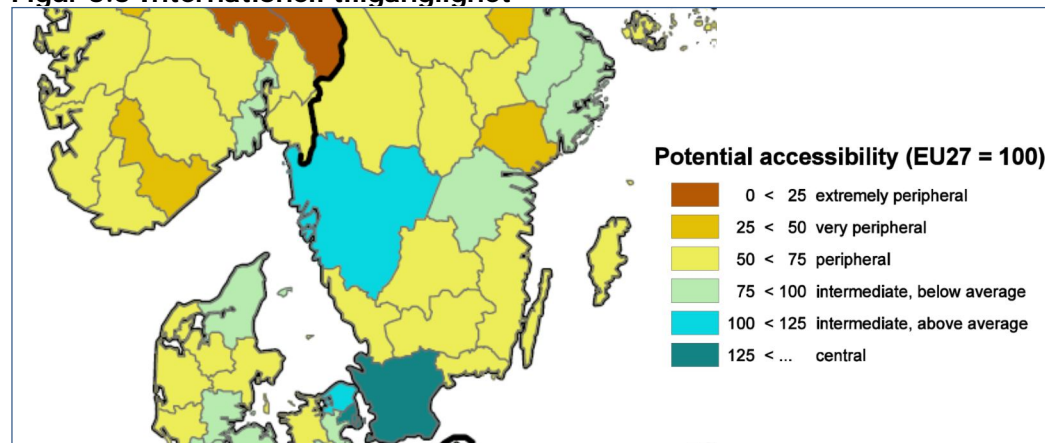 Potential accessibility (EU27 = 100)
0 < 25 extremely peripheral
25 < 50 very peripheral
50 < 75 peripheral
75 < 100 intermediate, below average
100 < 125 intermediate, above average
125 < ... central